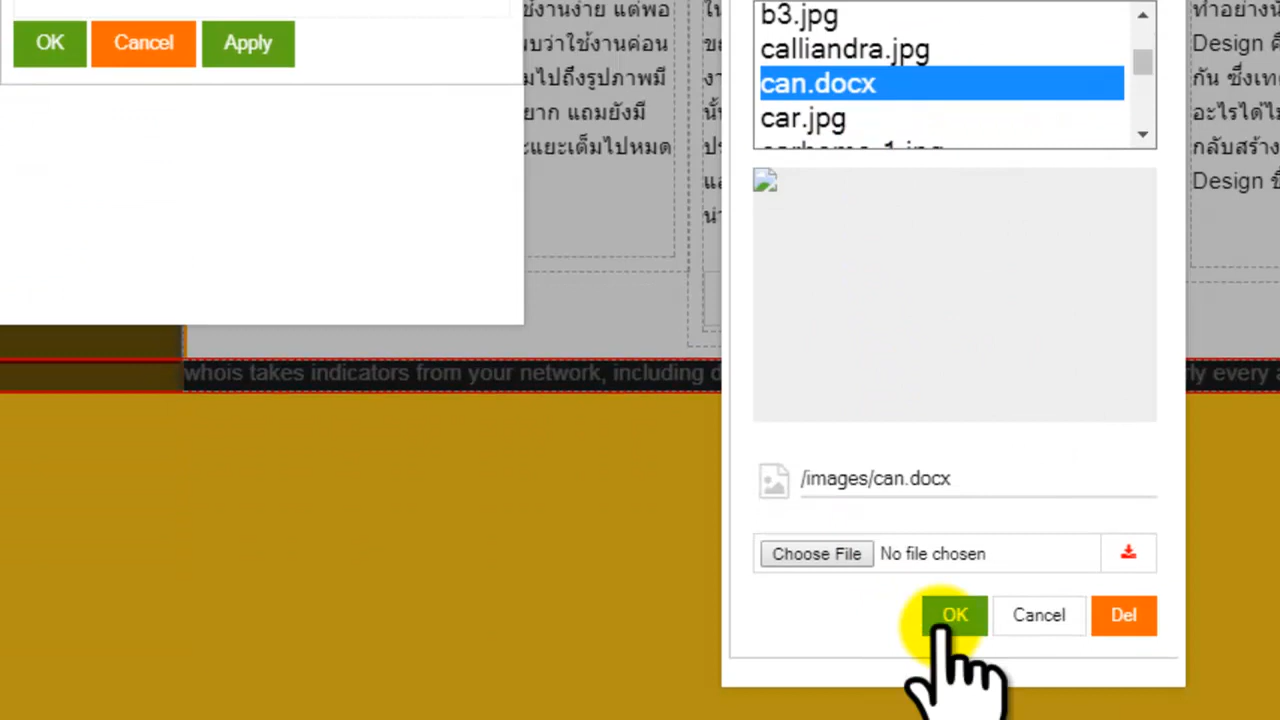 OK Cancel Apply
ใช้งานง่าย แต่พอ
พบว่าใช้งานค่อน
มไปถึงรูปภาพมี
ยาก แถมยังมี
ะแยะเต็มไปหมด
b3.jpg
calliandra.jpg
can.docx
car.jpg
ทำอย่างนั้
Design
กัน ซึ่งเท
อะไรได้ไม
กลับสร้าง
Design
whois takes indicators from your network, including
every
/images/can.docx
Choose File No file chosen
OK Cancel Del